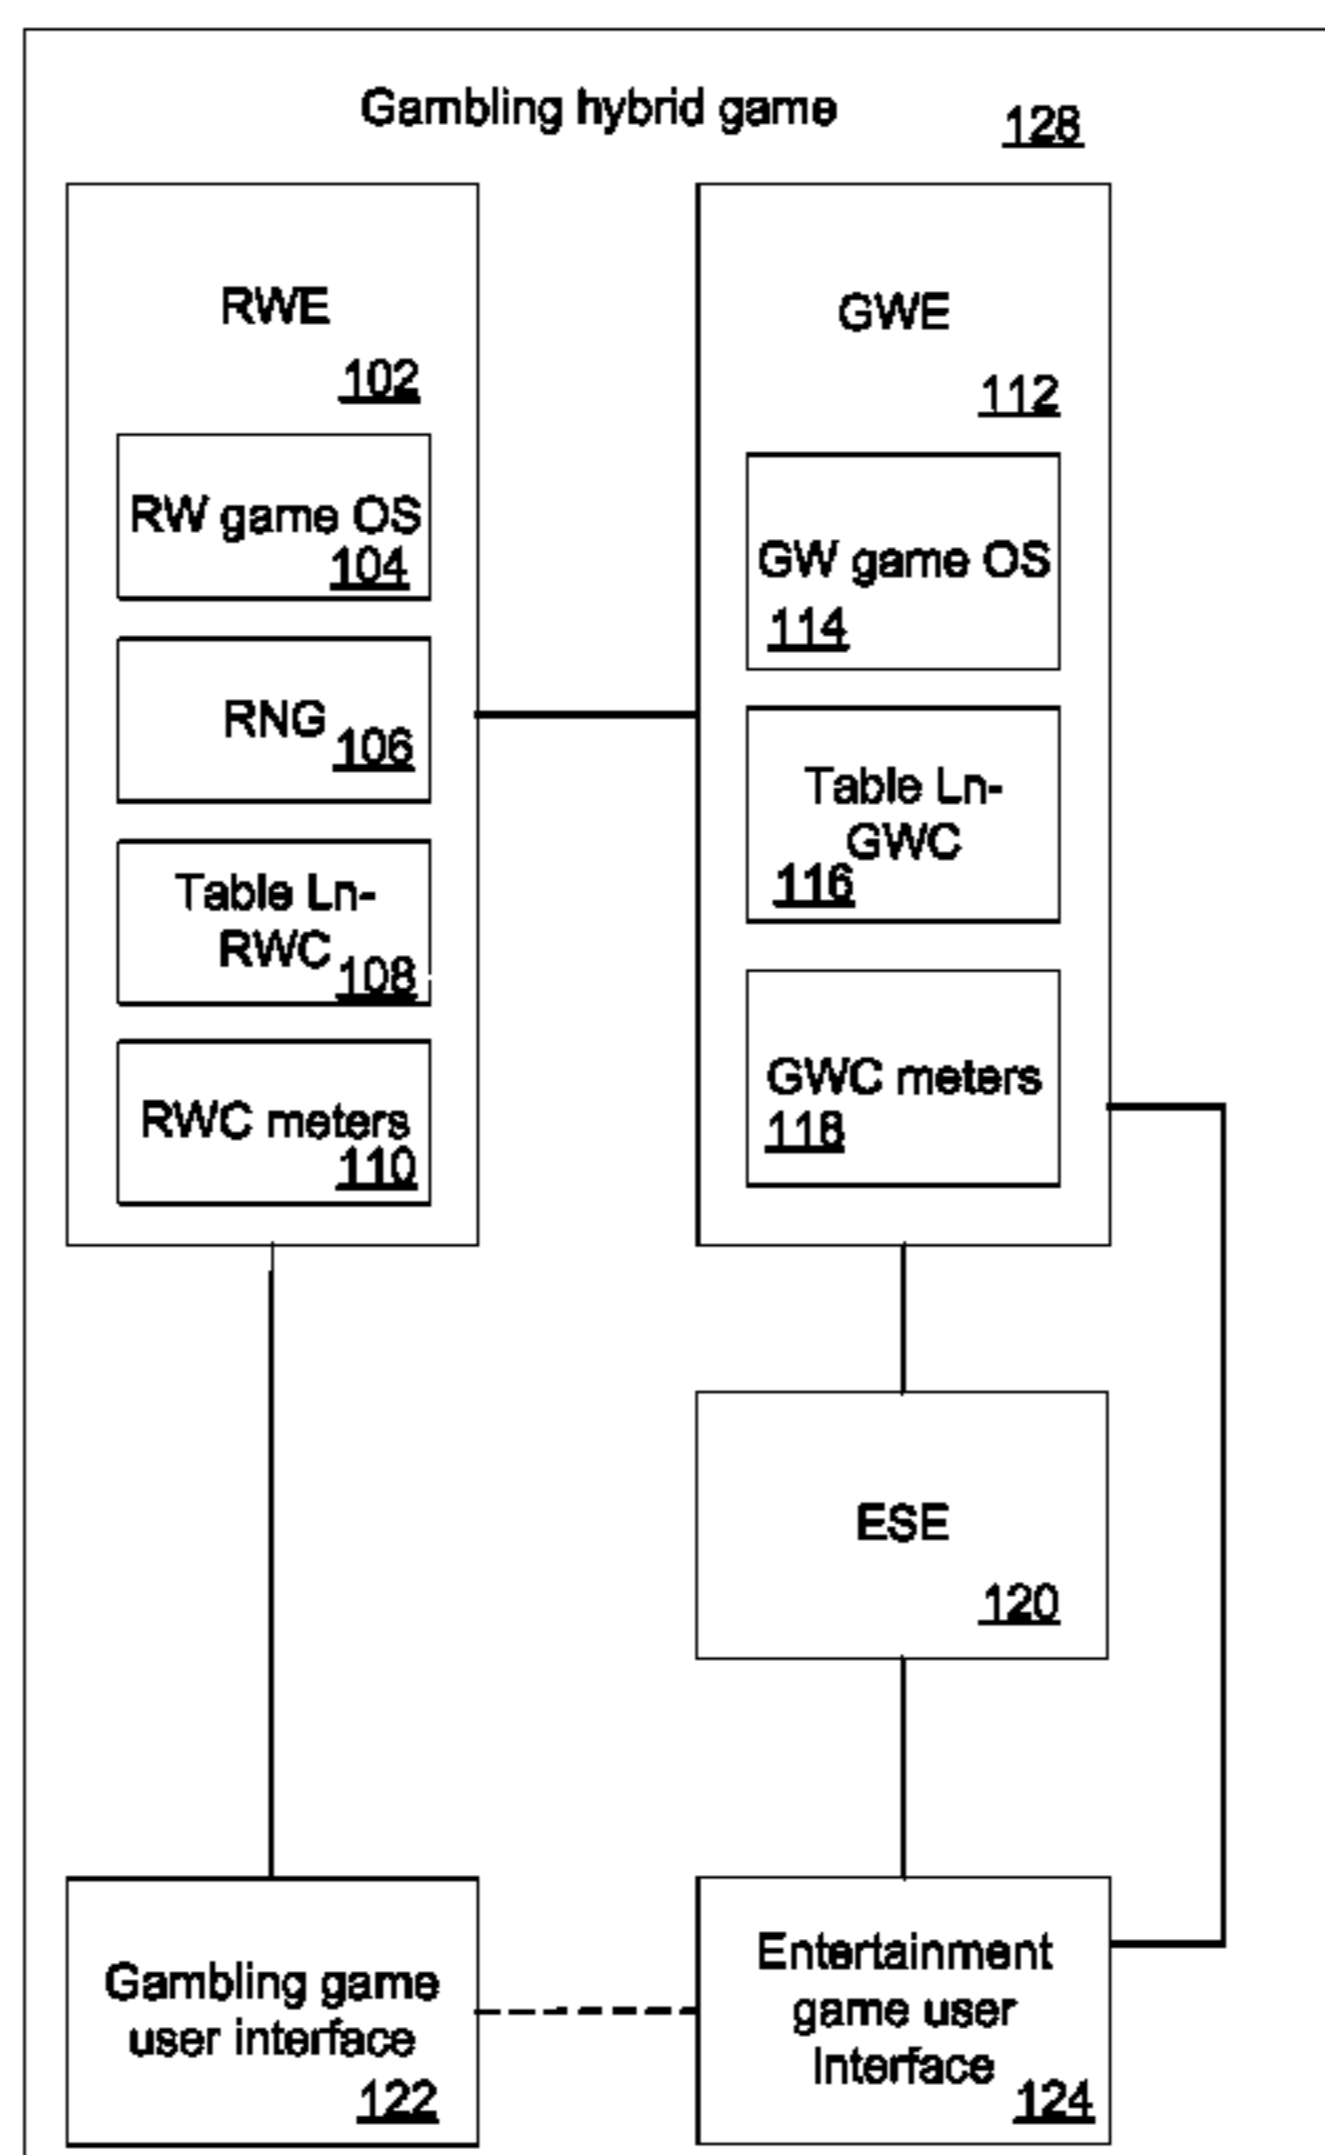 Gambling hybrid game
128
RWE
102
RW game OS
104
RNG
106
Table Ln-
RWC
108
RWC meters
110
GWE
112
GW game OS
114
Table Ln-
GWC
116
GWC meters
118
ESE
120
Gambling game
user interface
122
Entertainment
game user
Interface
124